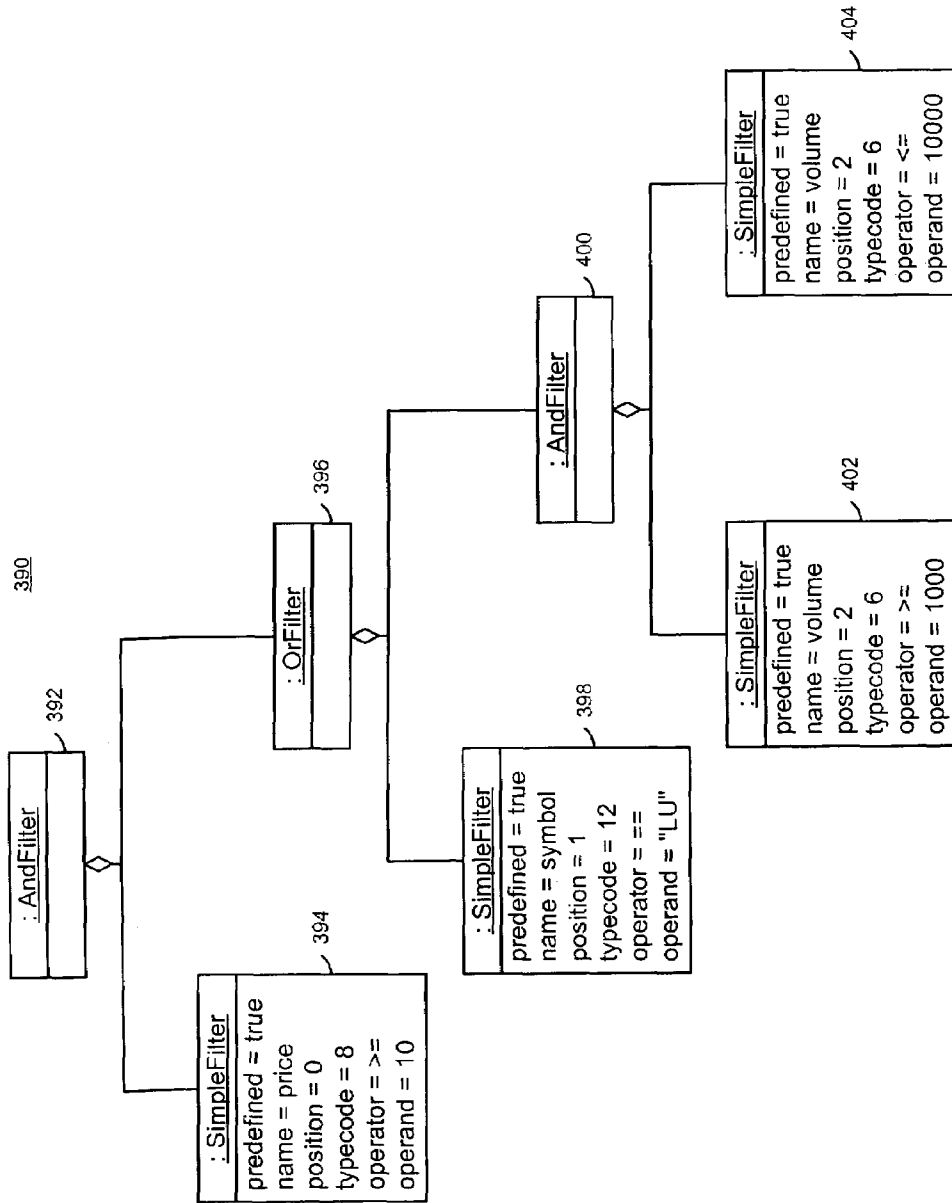 390
: AndFilter
392
: SimpleFilter
predefined = true
name = price
position = 0
typecode = 8
operator = >=
operand = 10
394
: OrFilter
396
: SimpleFilter
predefined = true
name = symbol
position = 1
typecode = 12
operator = ==
operand = "LU"
398
: AndFilter
400
: SimpleFilter
predefined = true
name = volume
position = 2
typecode = 6
operator = >=
operand = 1000
402
: SimpleFilter
predefined = true
name = volume
position = 2
typecode = 6
operator = <=
operand = 10000
404